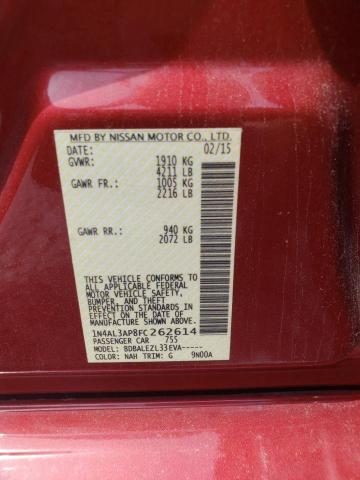 MFD BY NISSAN MOTOR CO., LTD.
DATE: 02/15
GVWR: 1910 KG
4211 LB
GAWR FR.: 1005 KG
2216 LB
GAWR RR.: 940 KG
2072 LB
THIS VEHICLE CONFORMS TO
ALL APPLICABLE FEDERAL
MOTOR VEHICLE SAFETY,
BUMPER, AND THEFT
PREVENTION STANDARDS IN
EFFECT ON THE DATE OF
MANUFACTURE SHOWN ABOVE.
1N4AL3AP8FC262614
PASSENGER CAR 755
MODEL: BDBALEZL33EVA-----
COLOR: NAH TRIM: G 9N00A